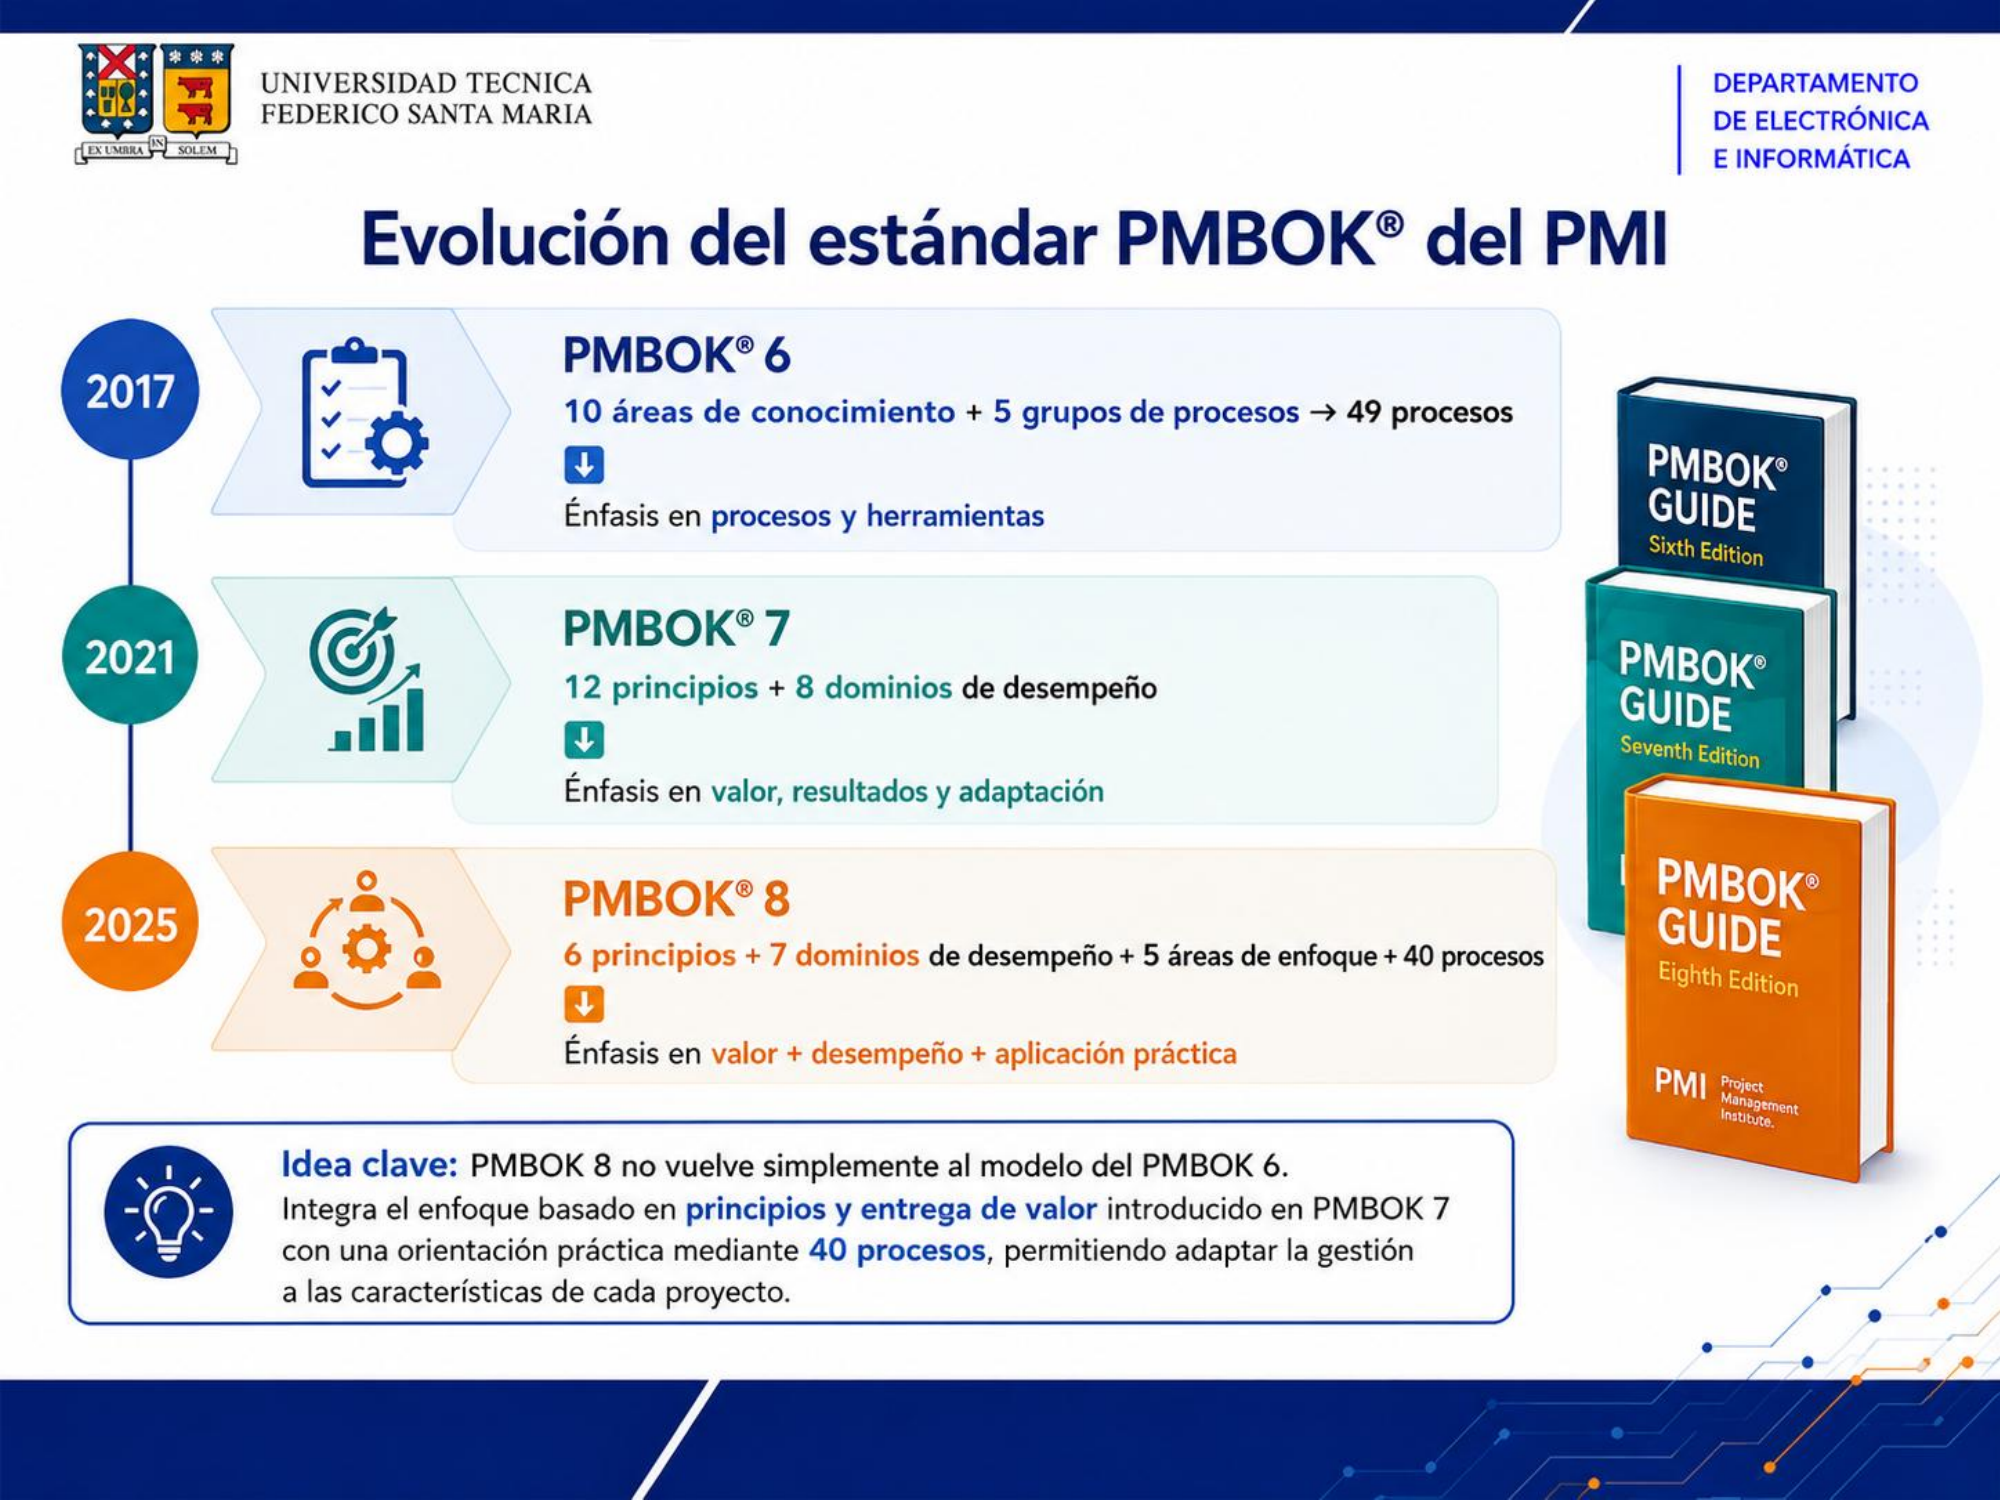 EX UMBRA IN SOLEM
UNIVERSIDAD TECNICA
FEDERICO SANTA MARIA
DEPARTAMENTO
DE ELECTRÓNICA
E INFORMÁTICA
Evolución del estándar PMBOK® del PMI
2017
PMBOK® 6
10 áreas de conocimiento + 5 grupos de procesos → 49 procesos
↓
Énfasis en procesos y herramientas
2021
PMBOK® 7
12 principios + 8 dominios de desempeño
↓
Énfasis en valor, resultados y adaptación
2025
PMBOK® 8
6 principios + 7 dominios de desempeño + 5 áreas de enfoque + 40 procesos
↓
Énfasis en valor + desempeño + aplicación práctica
PMBOK®
GUIDE
Sixth Edition
PMBOK®
GUIDE
Seventh Edition
PMBOK®
GUIDE
Eighth Edition
PMI Project
Management
Institute.
Idea clave: PMBOK 8 no vuelve simplemente al modelo del PMBOK 6.
Integra el enfoque basado en principios y entrega de valor introducido en PMBOK 7
con una orientación práctica mediante 40 procesos, permitiendo adaptar la gestión
a las características de cada proyecto.